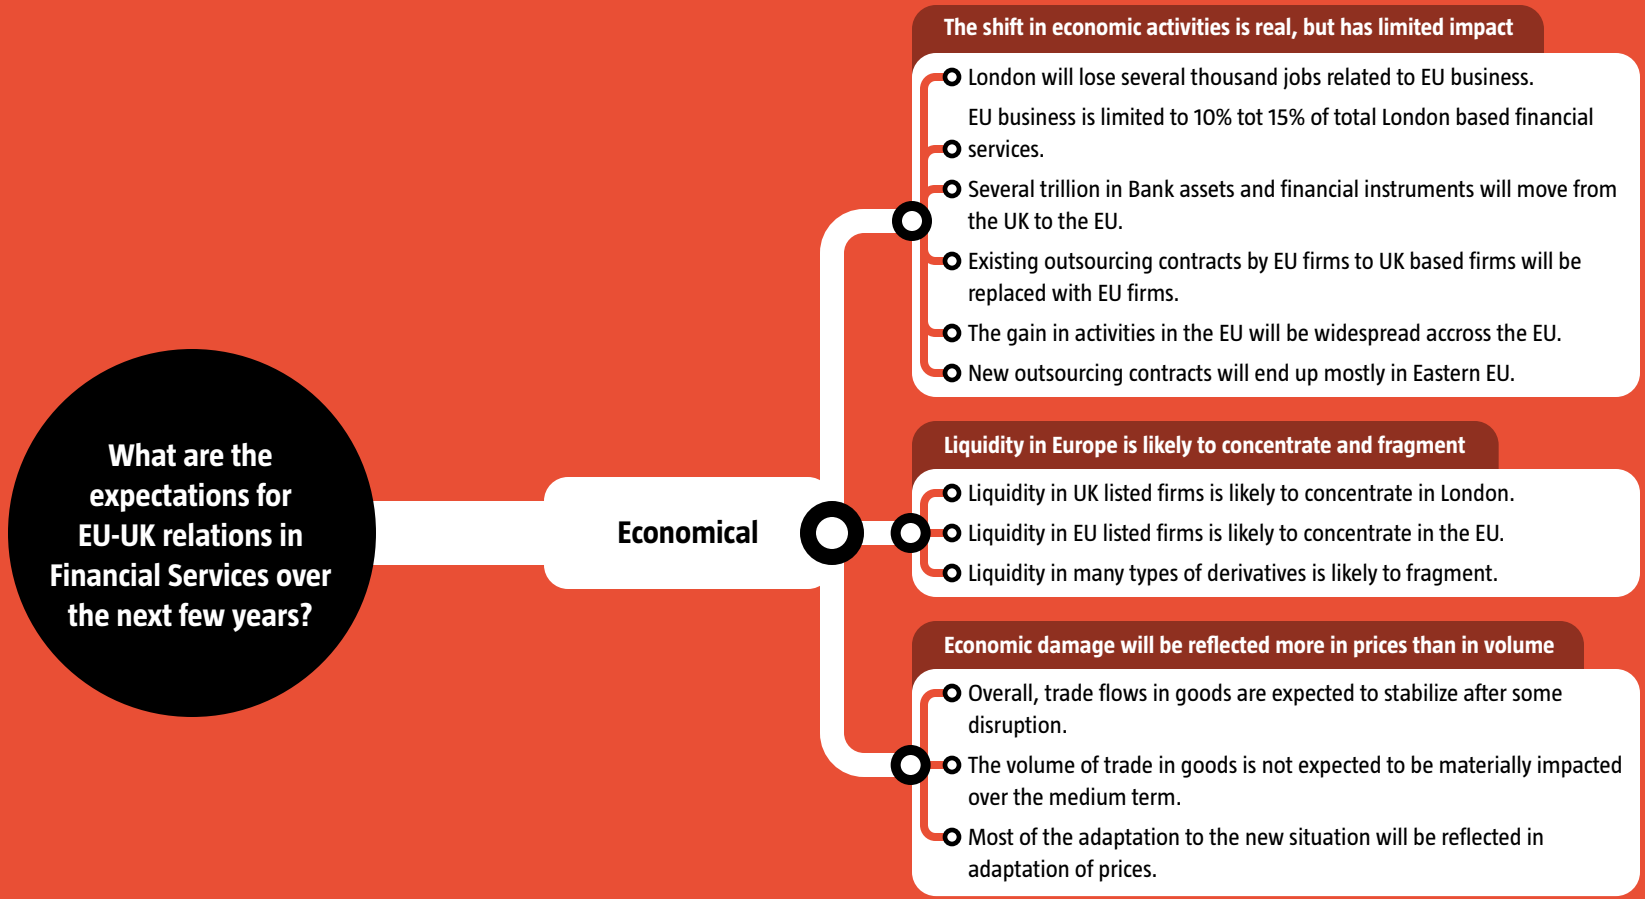 What are the
expectations for
EU-UK relations in
Financial Services over
the next few years?
Economical
The shift in economic activities is real, but has limited impact
London will lose several thousand jobs related to EU business.
EU business is limited to 10% tot 15% of total London based financial
services.
Several trillion in Bank assets and financial instruments will move from
the UK to the EU.
Existing outsourcing contracts by EU firms to UK based firms will be
replaced with EU firms.
The gain in activities in the EU will be widespread accross the EU.
New outsourcing contracts will end up mostly in Eastern EU.
Liquidity in Europe is likely to concentrate and fragment
Liquidity in UK listed firms is likely to concentrate in London.
Liquidity in EU listed firms is likely to concentrate in the EU.
Liquidity in many types of derivatives is likely to fragment.
Economic damage will be reflected more in prices than in volume
Overall, trade flows in goods are expected to stabilize after some
disruption.
The volume of trade in goods is not expected to be materially impacted
over the medium term.
Most of the adaptation to the new situation will be reflected in
adaptation of prices.